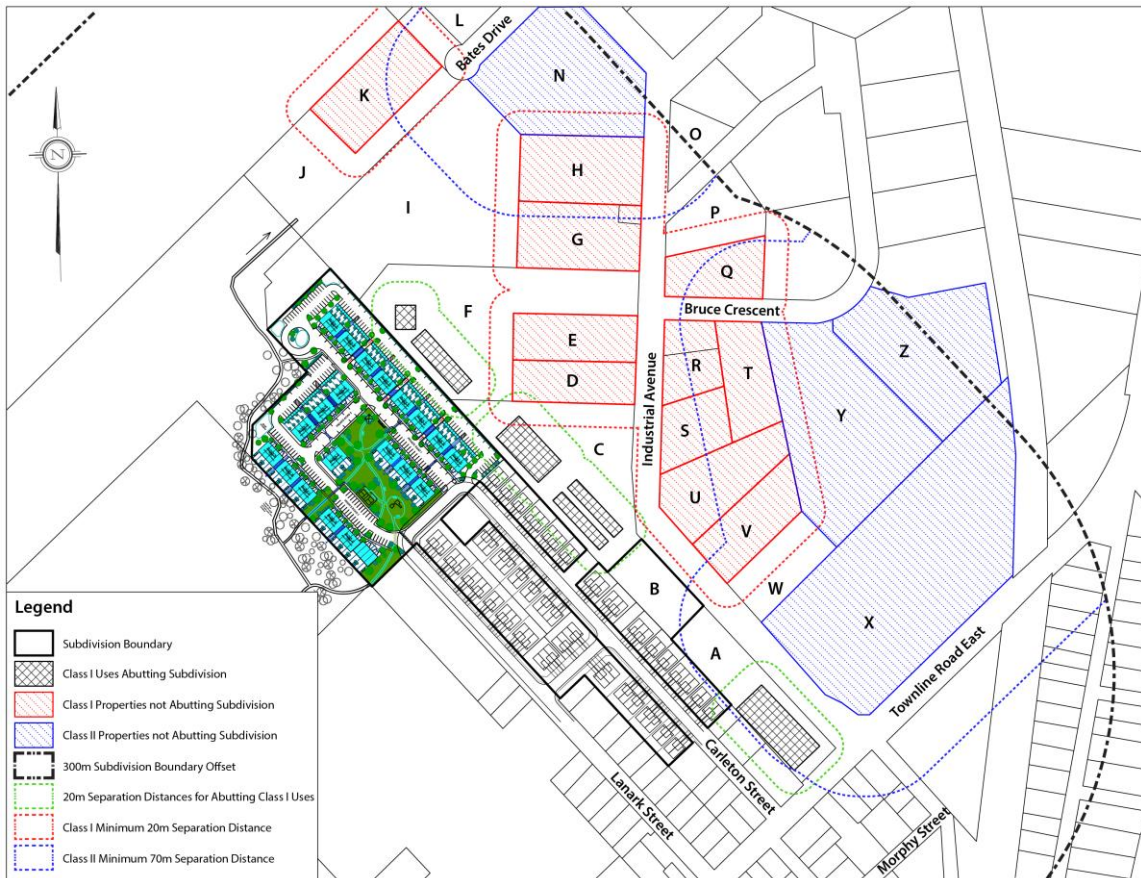 L
Bates Drive
N
K
O
H
J
I
P
G
Q
Bruce Crescent
F
Z
E
R
T
D
Y
Industrial Avenue
S
C
U
V
B
W
X
A
Townline Road East
Carleton Street
Lanark Street
Morphy Street
N
Legend
Subdivision Boundary
Class I Uses Abutting Subdivision
Class I Properties not Abutting Subdivision
Class II Properties not Abutting Subdivision
300m Subdivision Boundary Offset
20m Separation Distances for Abutting Class I Uses
Class I Minimum 20m Separation Distance
Class II Minimum 70m Separation Distance